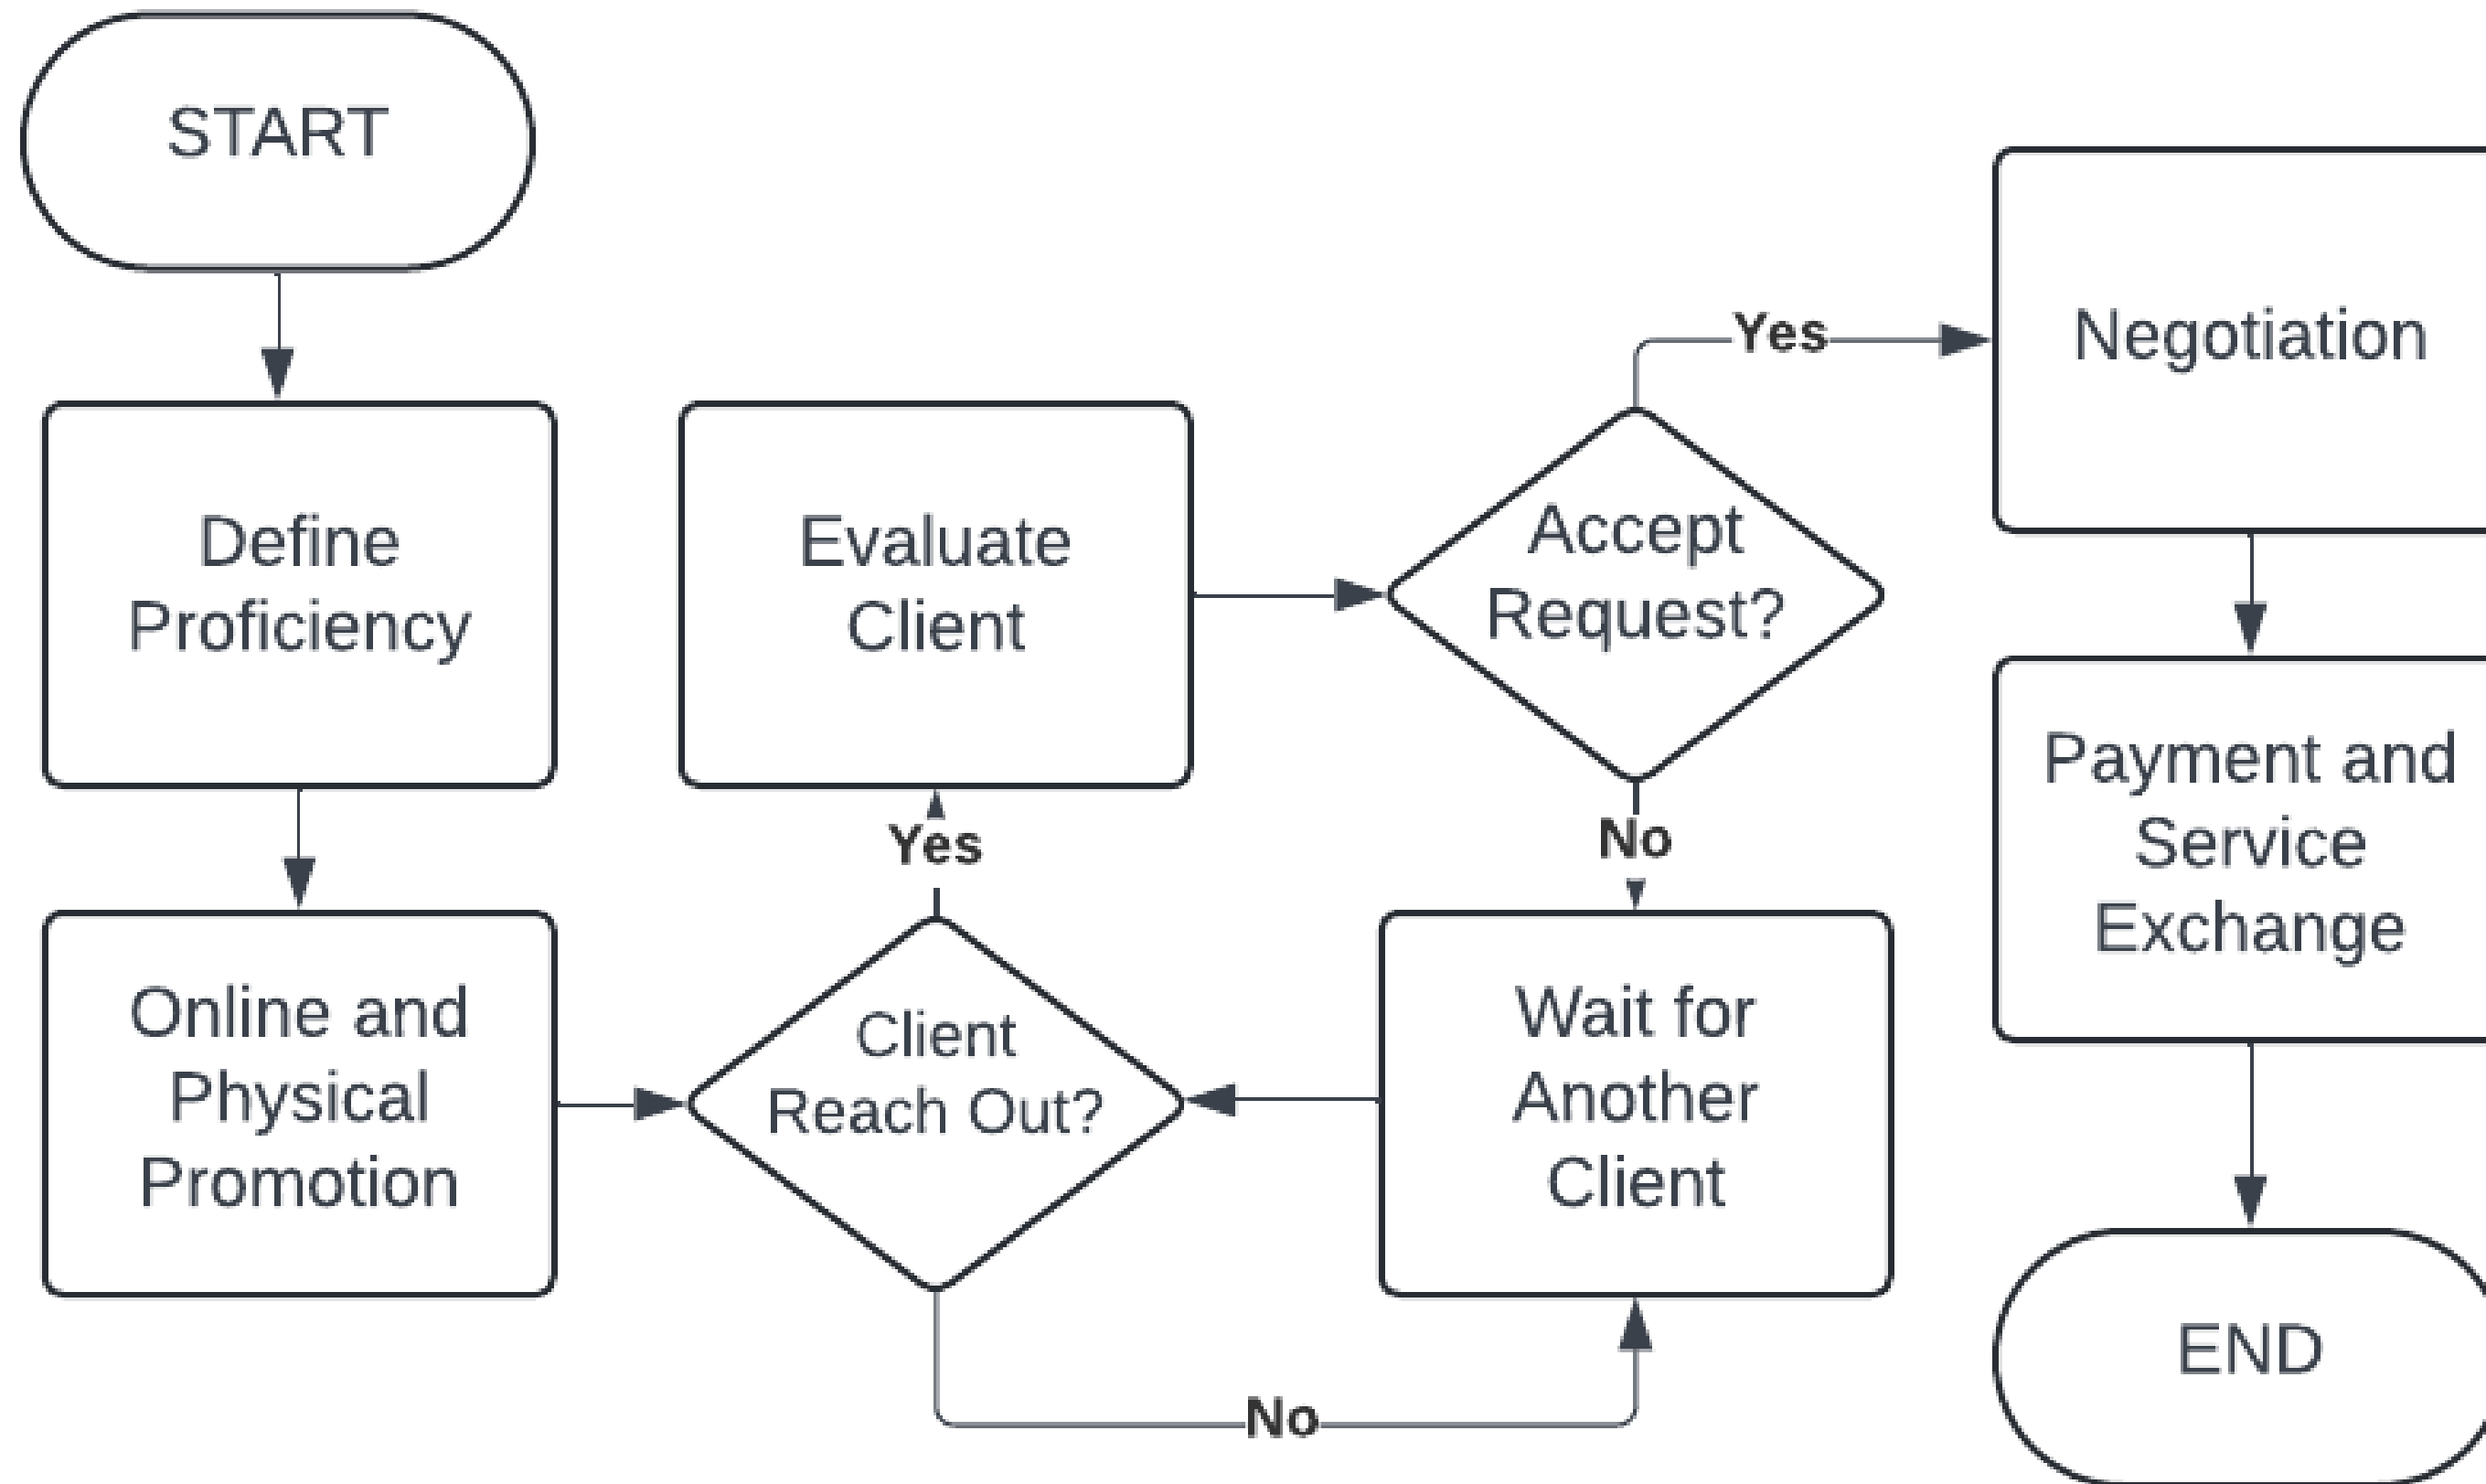 START
Define
Proficiency
Online and
Physical
Promotion
Client
Reach Out?
Yes
No
Evaluate
Client
Accept
Request?
Yes
No
Wait for
Another
Client
Negotiation
Payment and
Service
Exchange
END